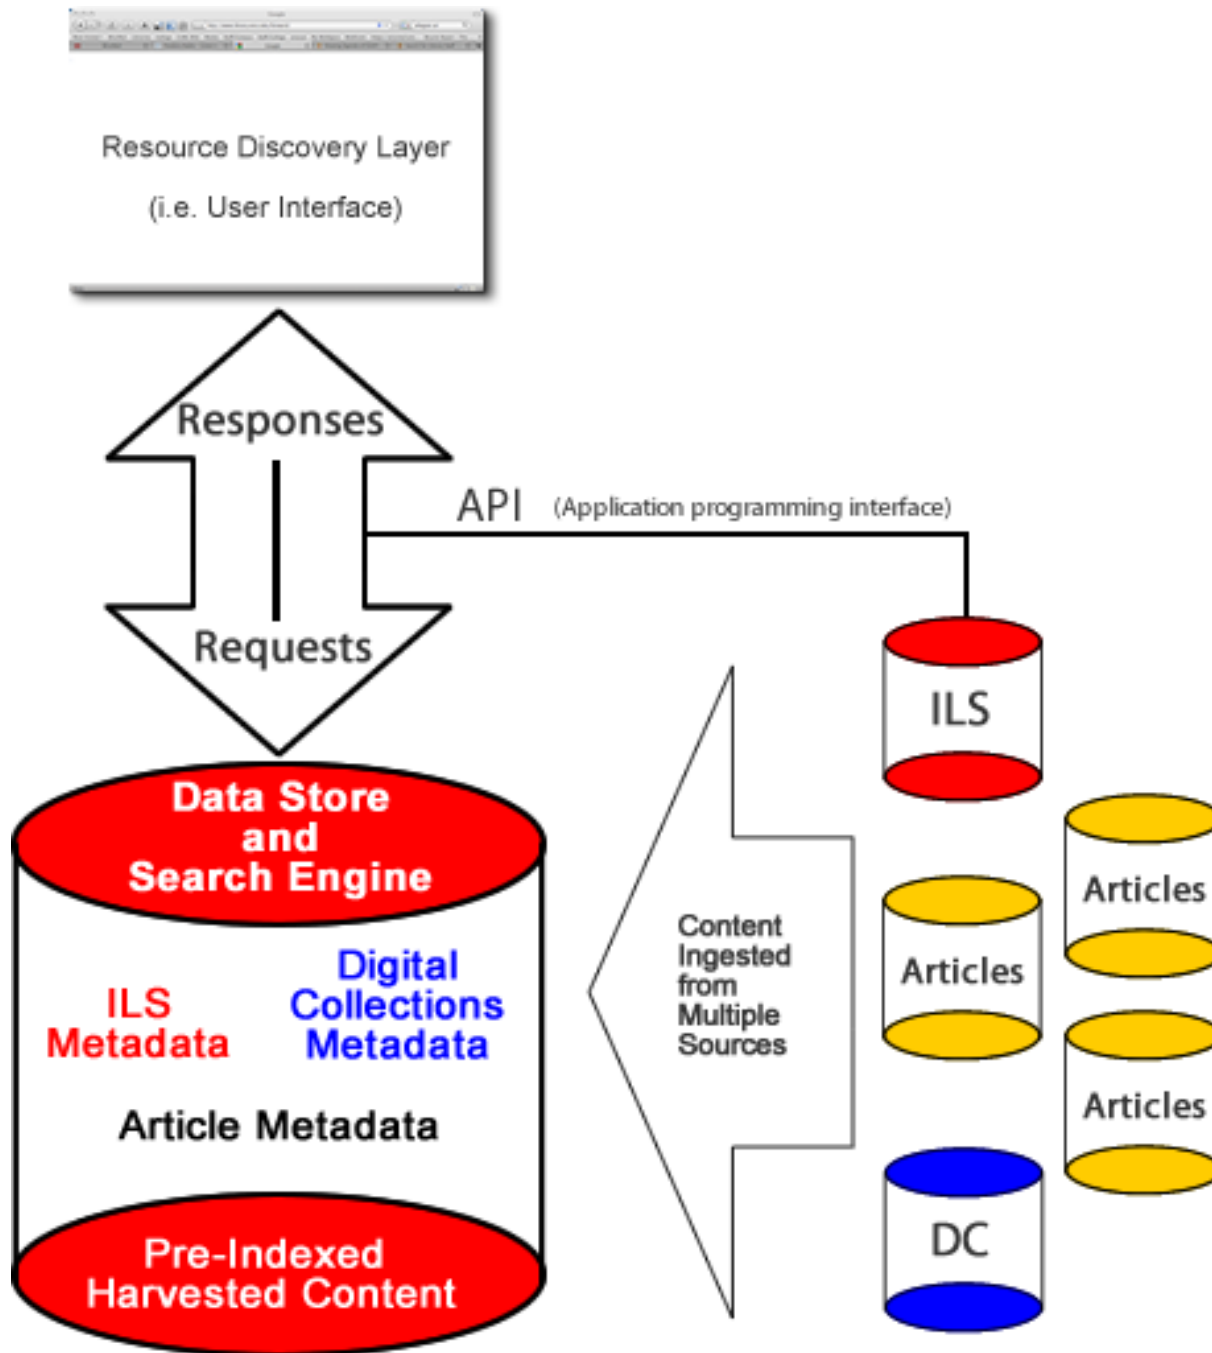 Resource Discovery Layer
(i.e. User Interface)
Responses
Requests
API (Application programming interface)
ILS
Articles
Articles
Articles
DC
Content
Ingested
from
Multiple
Sources
Data Store
and
Search Engine
ILS
Metadata
Digital
Collections
Metadata
Article Metadata
Pre-Indexed
Harvested Content